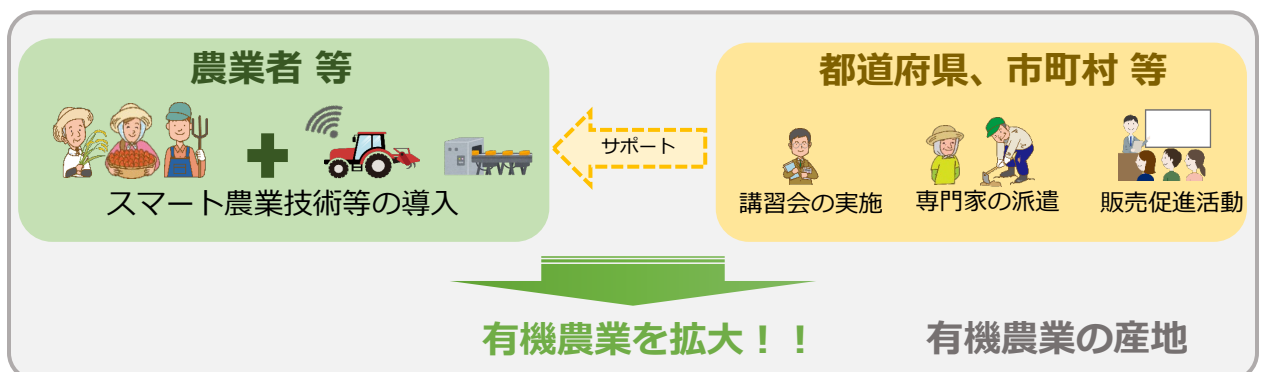 農業者 等
スマート農業技術等の導入
サポート
都道府県、市町村 等
講習会の実施
専門家の派遣
販売促進活動
有機農業を拡大！！
有機農業の産地